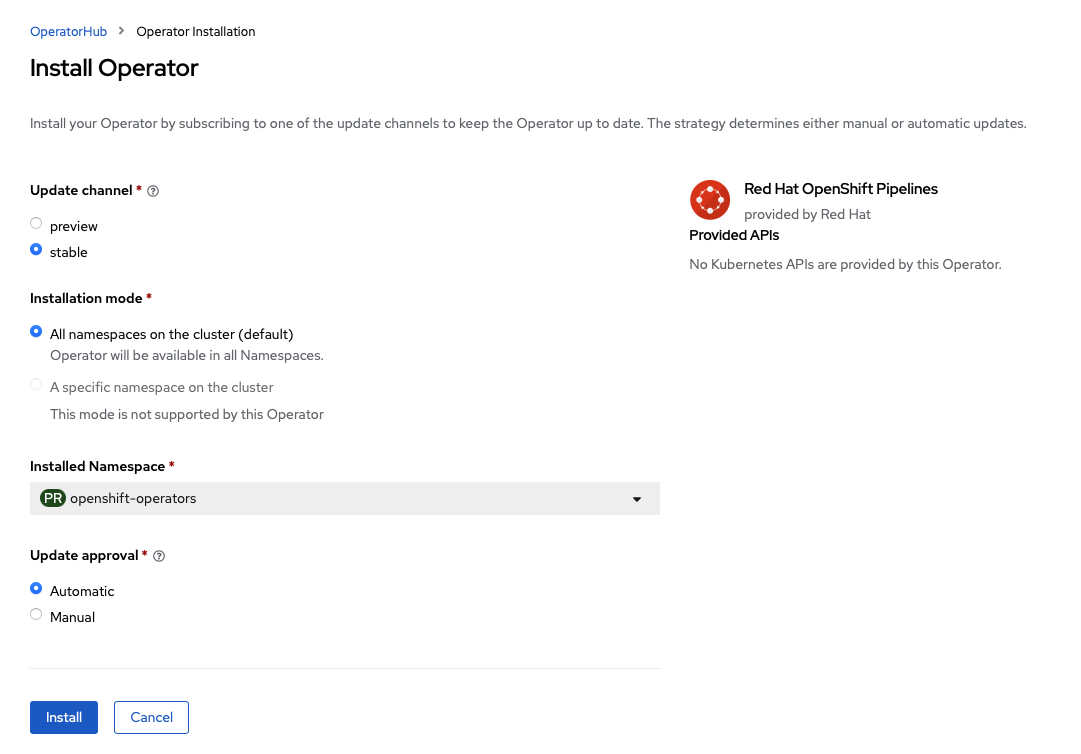 OperatorHub > Operator Installation
Install Operator
Install your Operator by subscribing to one of the update channels to keep the Operator up to date. The strategy determines either manual or automatic updates.
Update channel *
preview
stable
Installation mode *
All namespaces on the cluster (default)
Operator will be available in all Namespaces.
A specific namespace on the cluster
This mode is not supported by this Operator
Installed Namespace *
PR openshift-operators
Update approval *
Automatic
Manual
Install Cancel
Red Hat OpenShift Pipelines
provided by Red Hat
Provided APIs
No Kubernetes APIs are provided by this Operator.